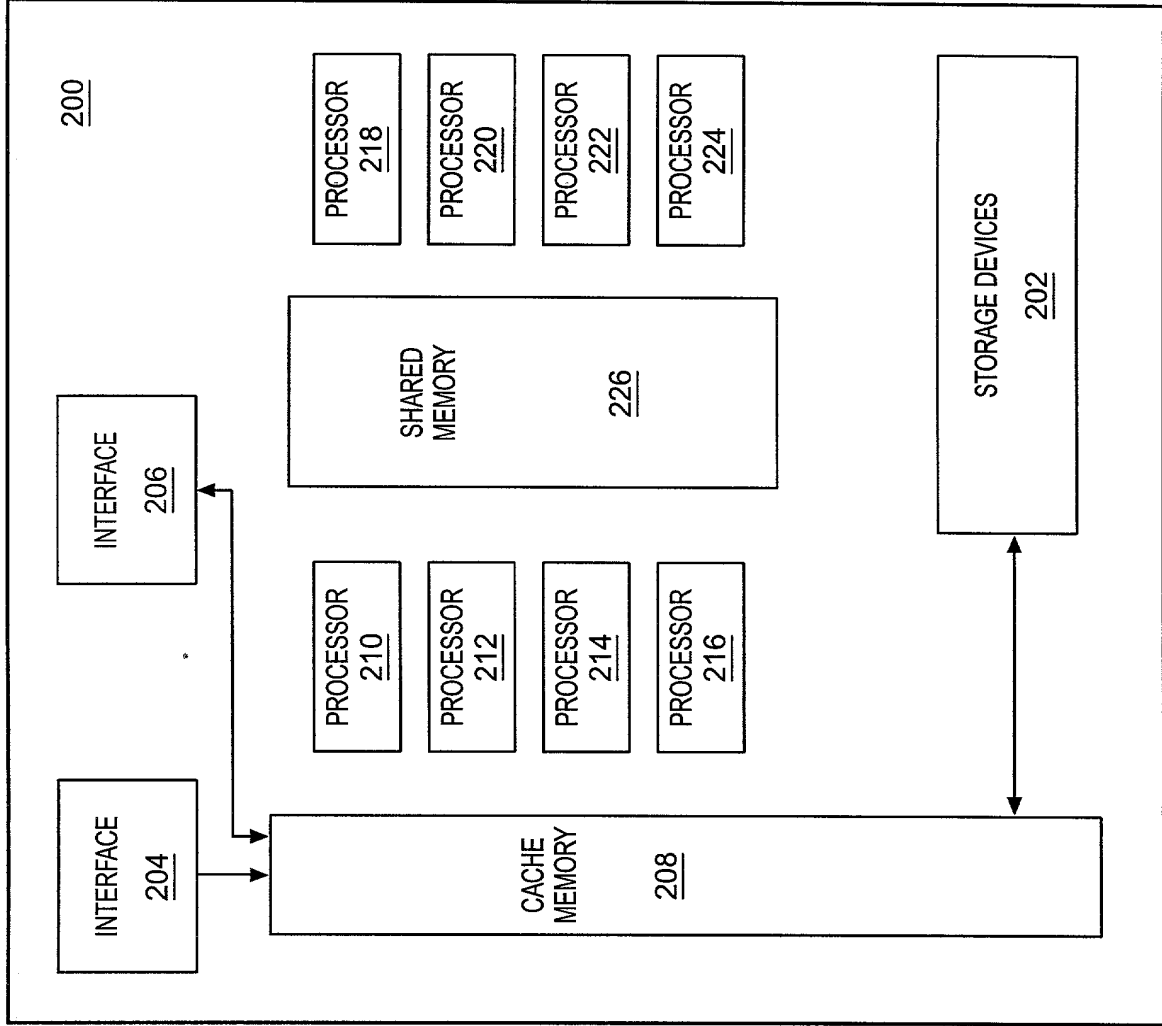 200
INTERFACE
204
INTERFACE
206
CACHE
MEMORY
208
PROCESSOR
210
PROCESSOR
212
PROCESSOR
214
PROCESSOR
216
SHARED
MEMORY
226
PROCESSOR
218
PROCESSOR
220
PROCESSOR
222
PROCESSOR
224
STORAGE DEVICES
202